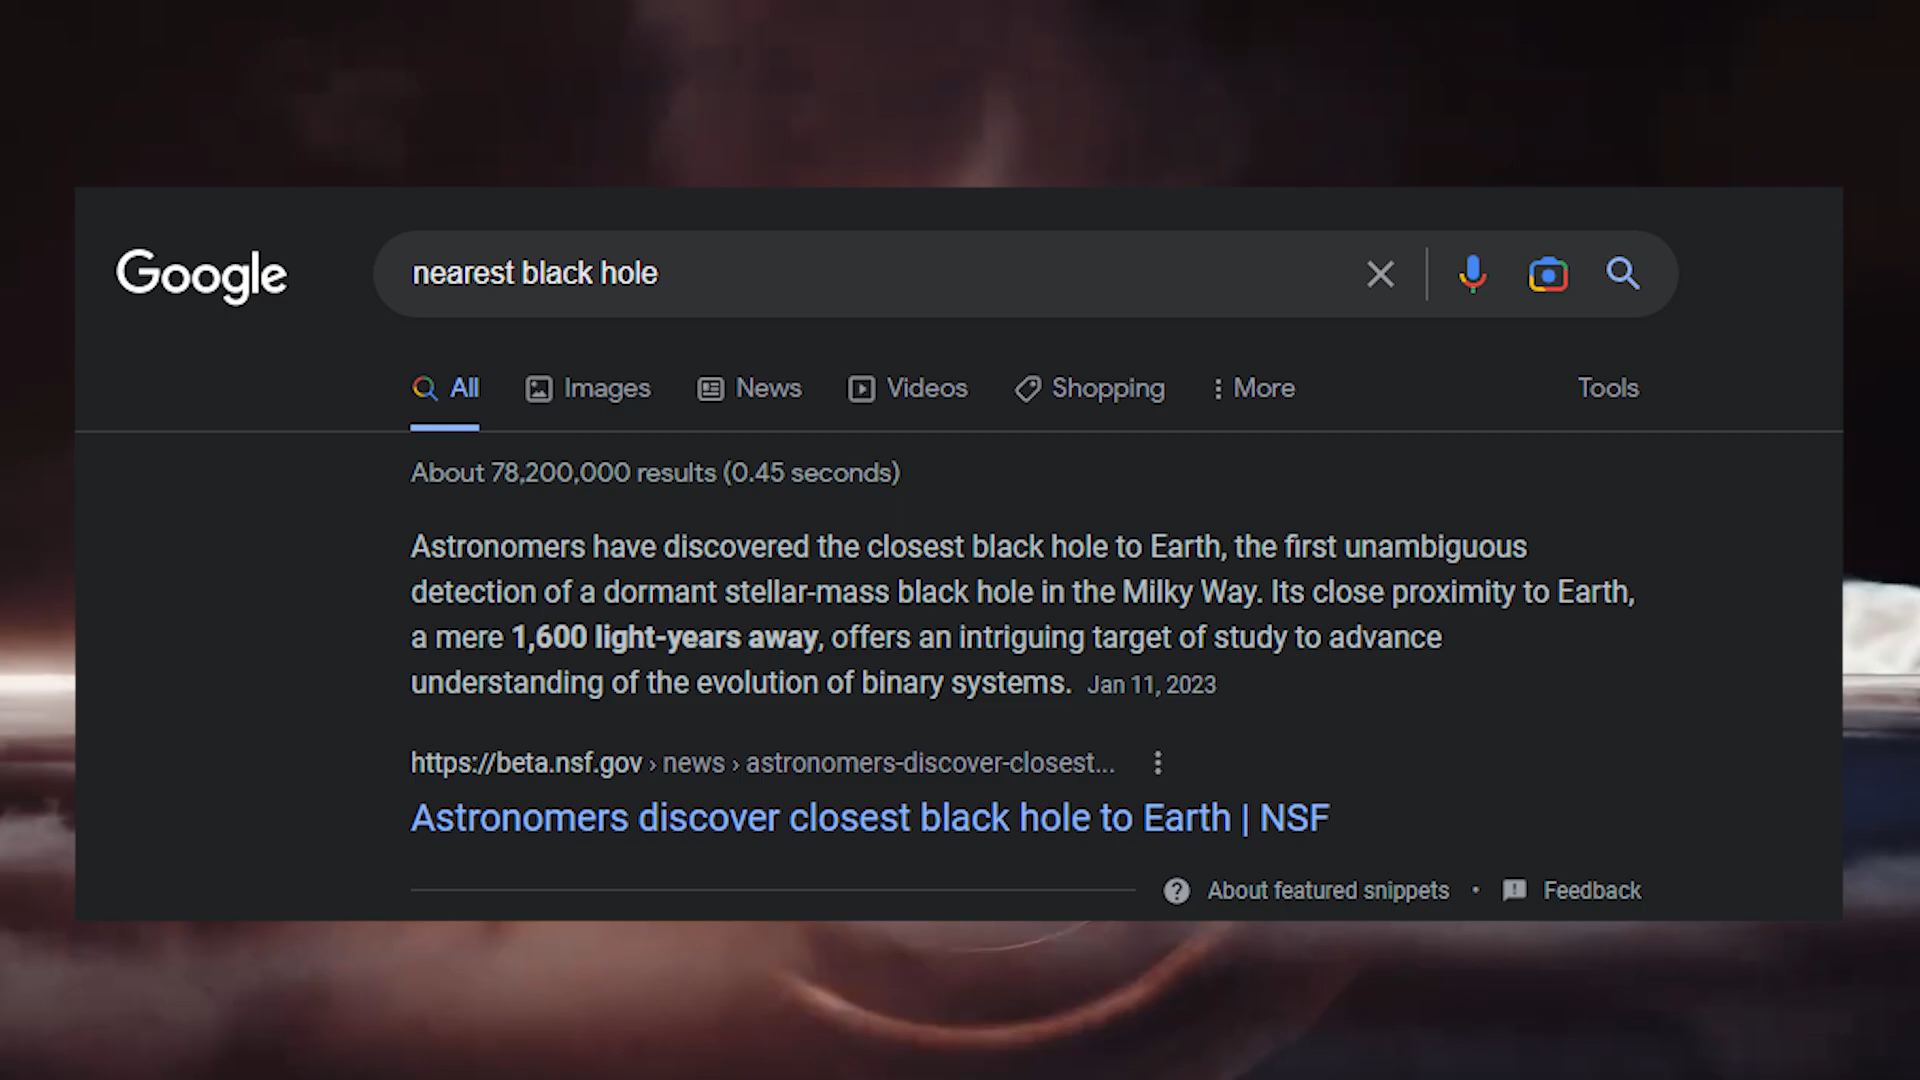 Google
nearest black hole
All Images News Videos Shopping More Tools
About 78,200,000 results (0.45 seconds)
Astronomers have discovered the closest black hole to Earth, the first unambiguous
detection of a dormant stellar-mass black hole in the Milky Way. Its close proximity to Earth,
a mere 1,600 light-years away, offers an intriguing target of study to advance
understanding of the evolution of binary systems. Jan 11, 2023
https://beta.nsf.gov › news › astronomers-discover-closest...
Astronomers discover closest black hole to Earth | NSF
About featured snippets • Feedback